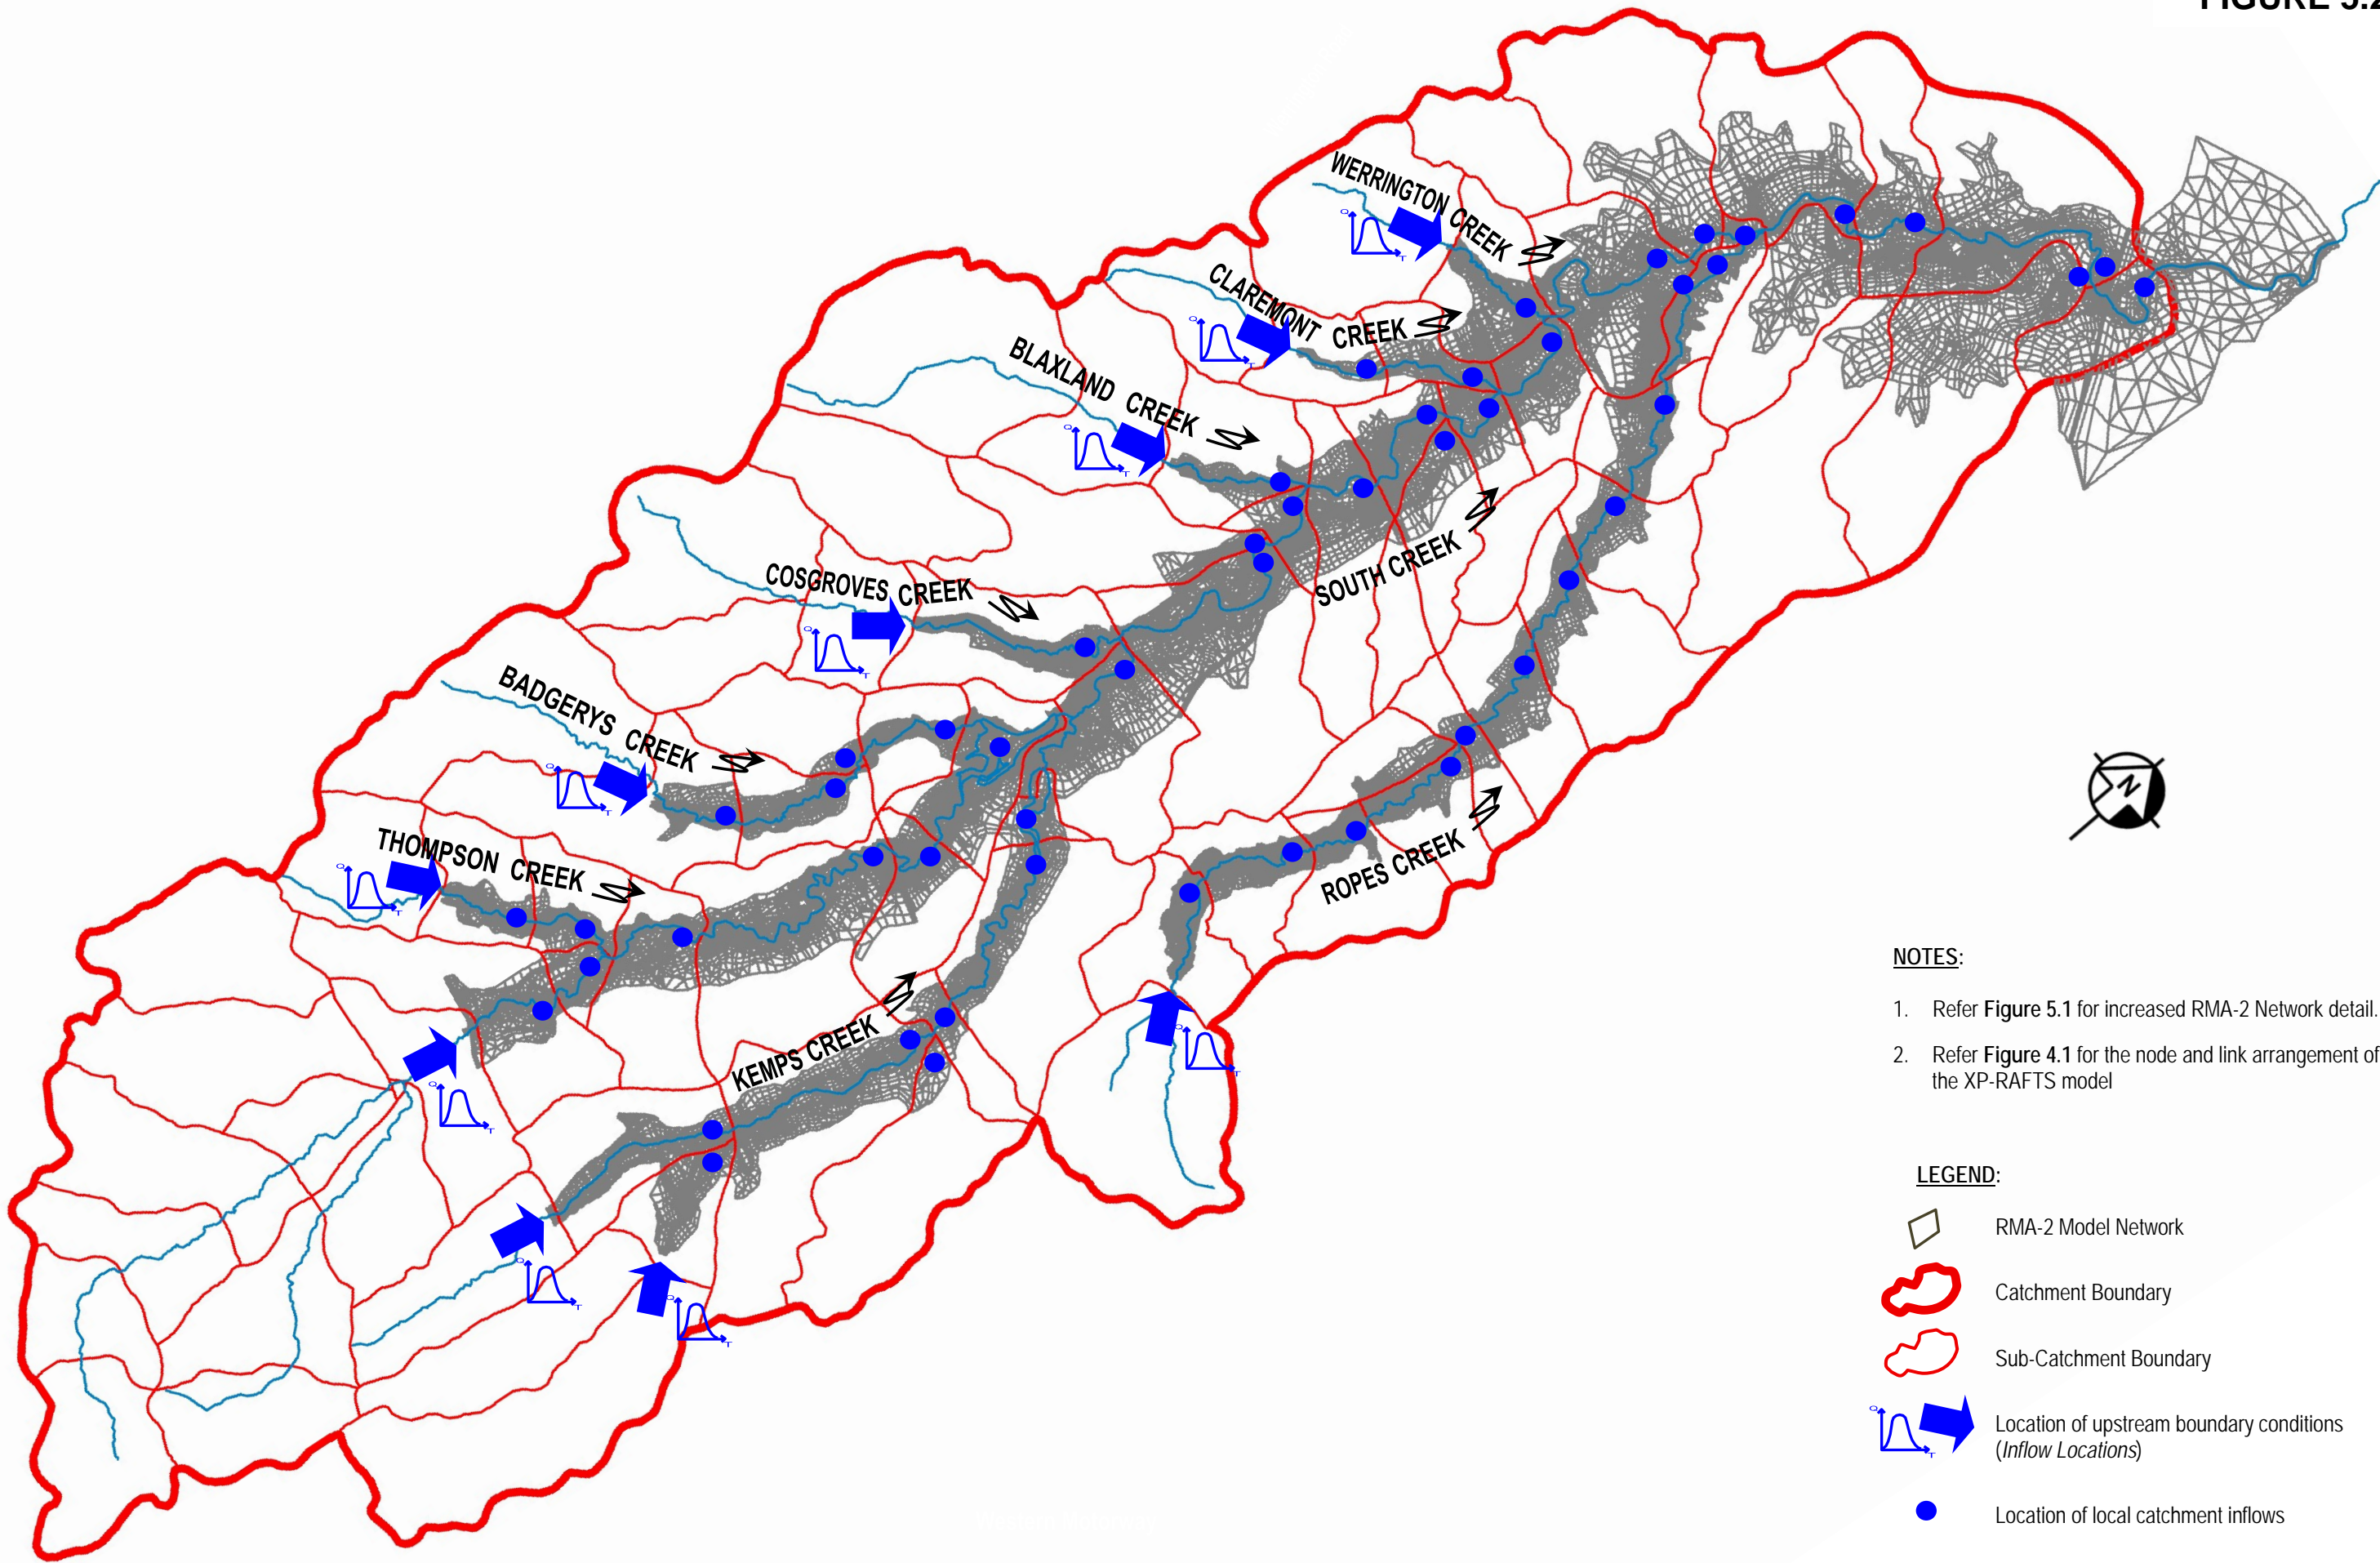 FIGURE 5.2
WERRINGTON CREEK
CLAREMONT CREEK
BLAXLAND CREEK
COSGROVES CREEK
SOUTH CREEK
BADGERYS CREEK
THOMPSON CREEK
ROPES CREEK
KEMPS CREEK
N
NOTES:
1. Refer Figure 5.1 for increased RMA-2 Network detail.
2. Refer Figure 4.1 for the node and link arrangement of
the XP-RAFTS model
LEGEND:
RMA-2 Model Network
Catchment Boundary
Sub-Catchment Boundary
Q
T
Location of upstream boundary conditions
(Inflow Locations)
Location of local catchment inflows